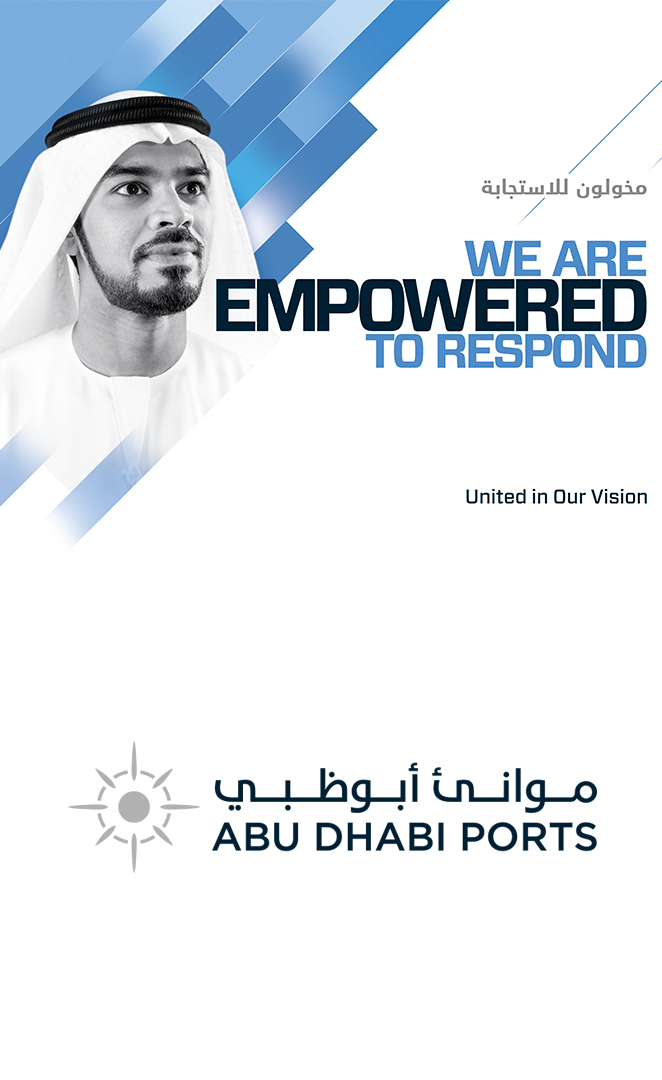 مخولون للاستجابة
WE ARE
EMPOWERED
TO RESPOND
United in Our Vision
موانئ أبوظبي
ABU DHABI PORTS